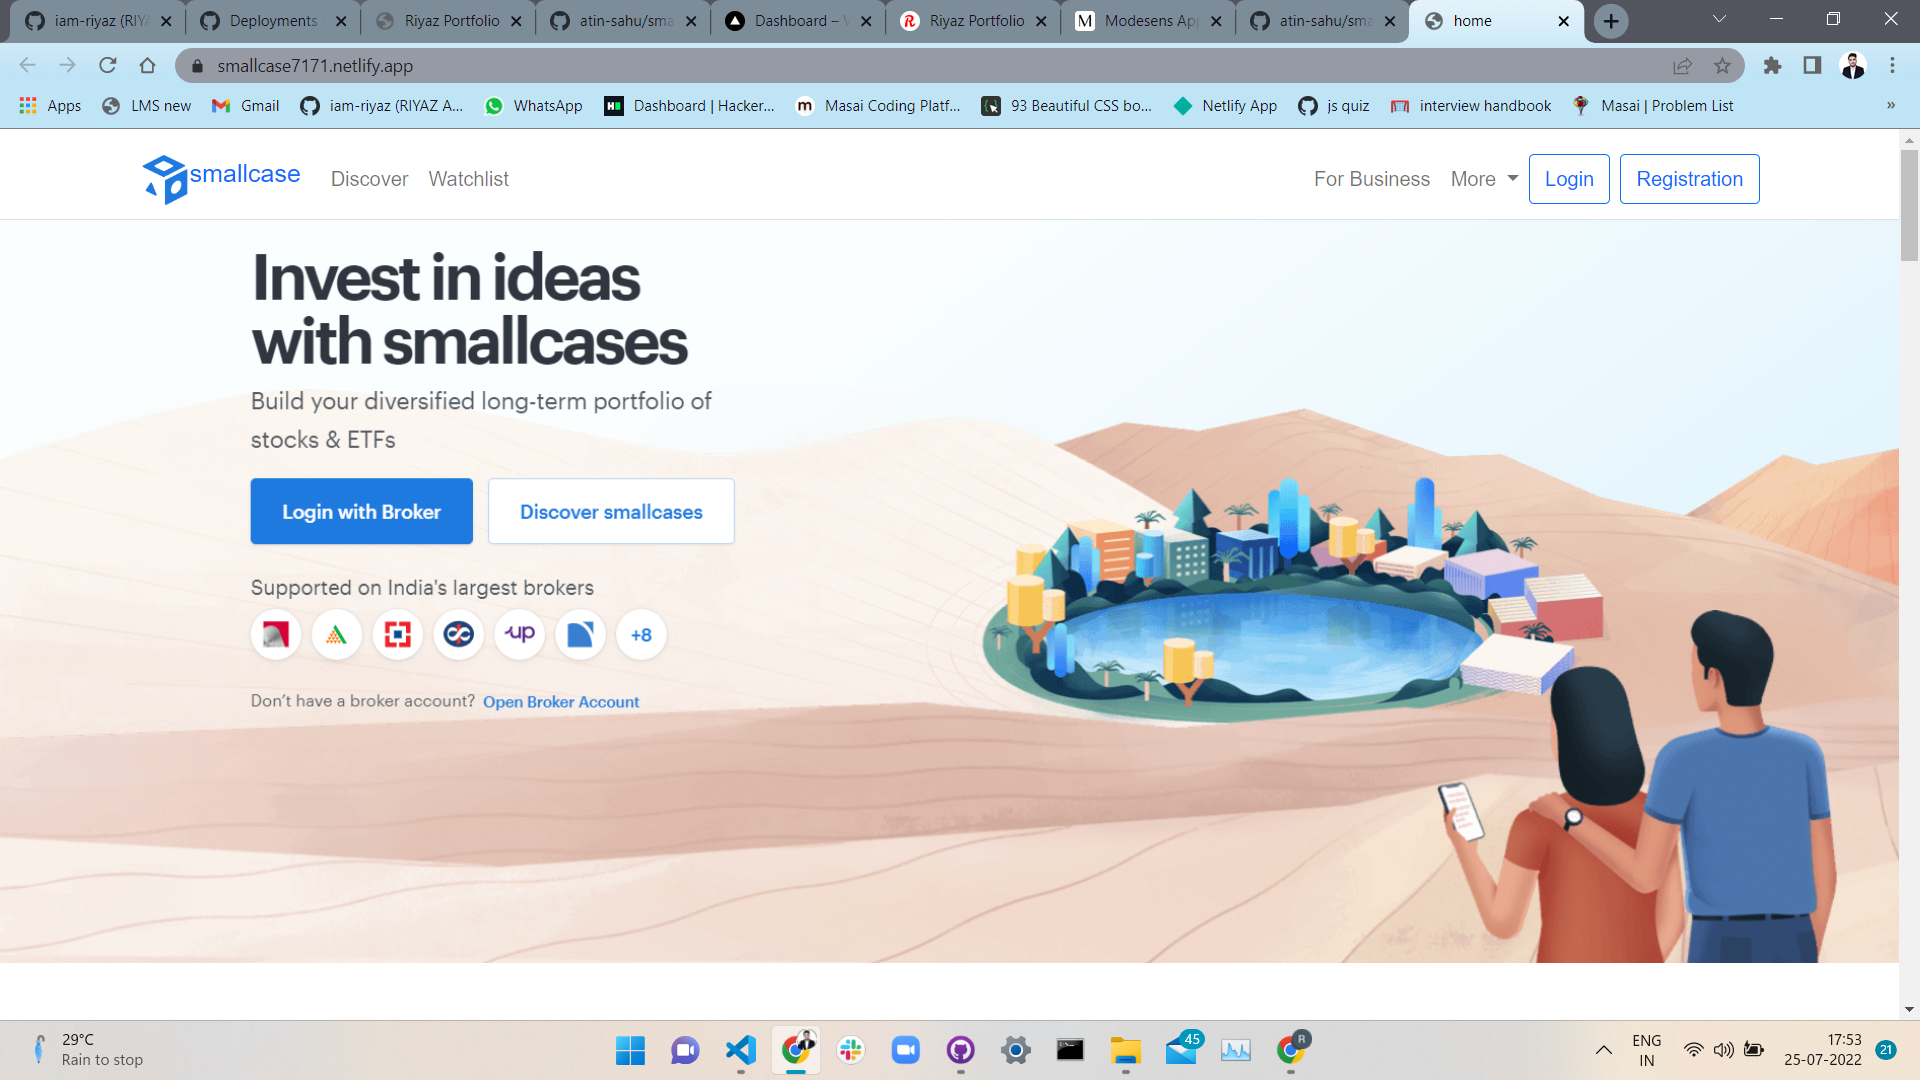 iam-riyaz (RIYA
Deployments
Riyaz Portfolio
atin-sahu/sma
Dashboard – V
Riyaz Portfolio
Modesens App
atin-sahu/sma
home
smallcase7171.netlify.app
Apps
LMS new
Gmail
iam-riyaz (RIYAZ A...
WhatsApp
Dashboard | Hacker...
Masai Coding Platf...
93 Beautiful CSS bo...
Netlify App
js quiz
interview handbook
Masai | Problem List
»
smallcase
Discover
Watchlist
For Business
More
Login
Registration
Invest in ideas
with smallcases
Build your diversified long-term portfolio of
stocks & ETFs
Login with Broker
Discover smallcases
Supported on India's largest brokers
up
+8
Don't have a broker account? Open Broker Account
29°C
Rain to stop
45
R
ENG
IN
17:53
25-07-2022
21